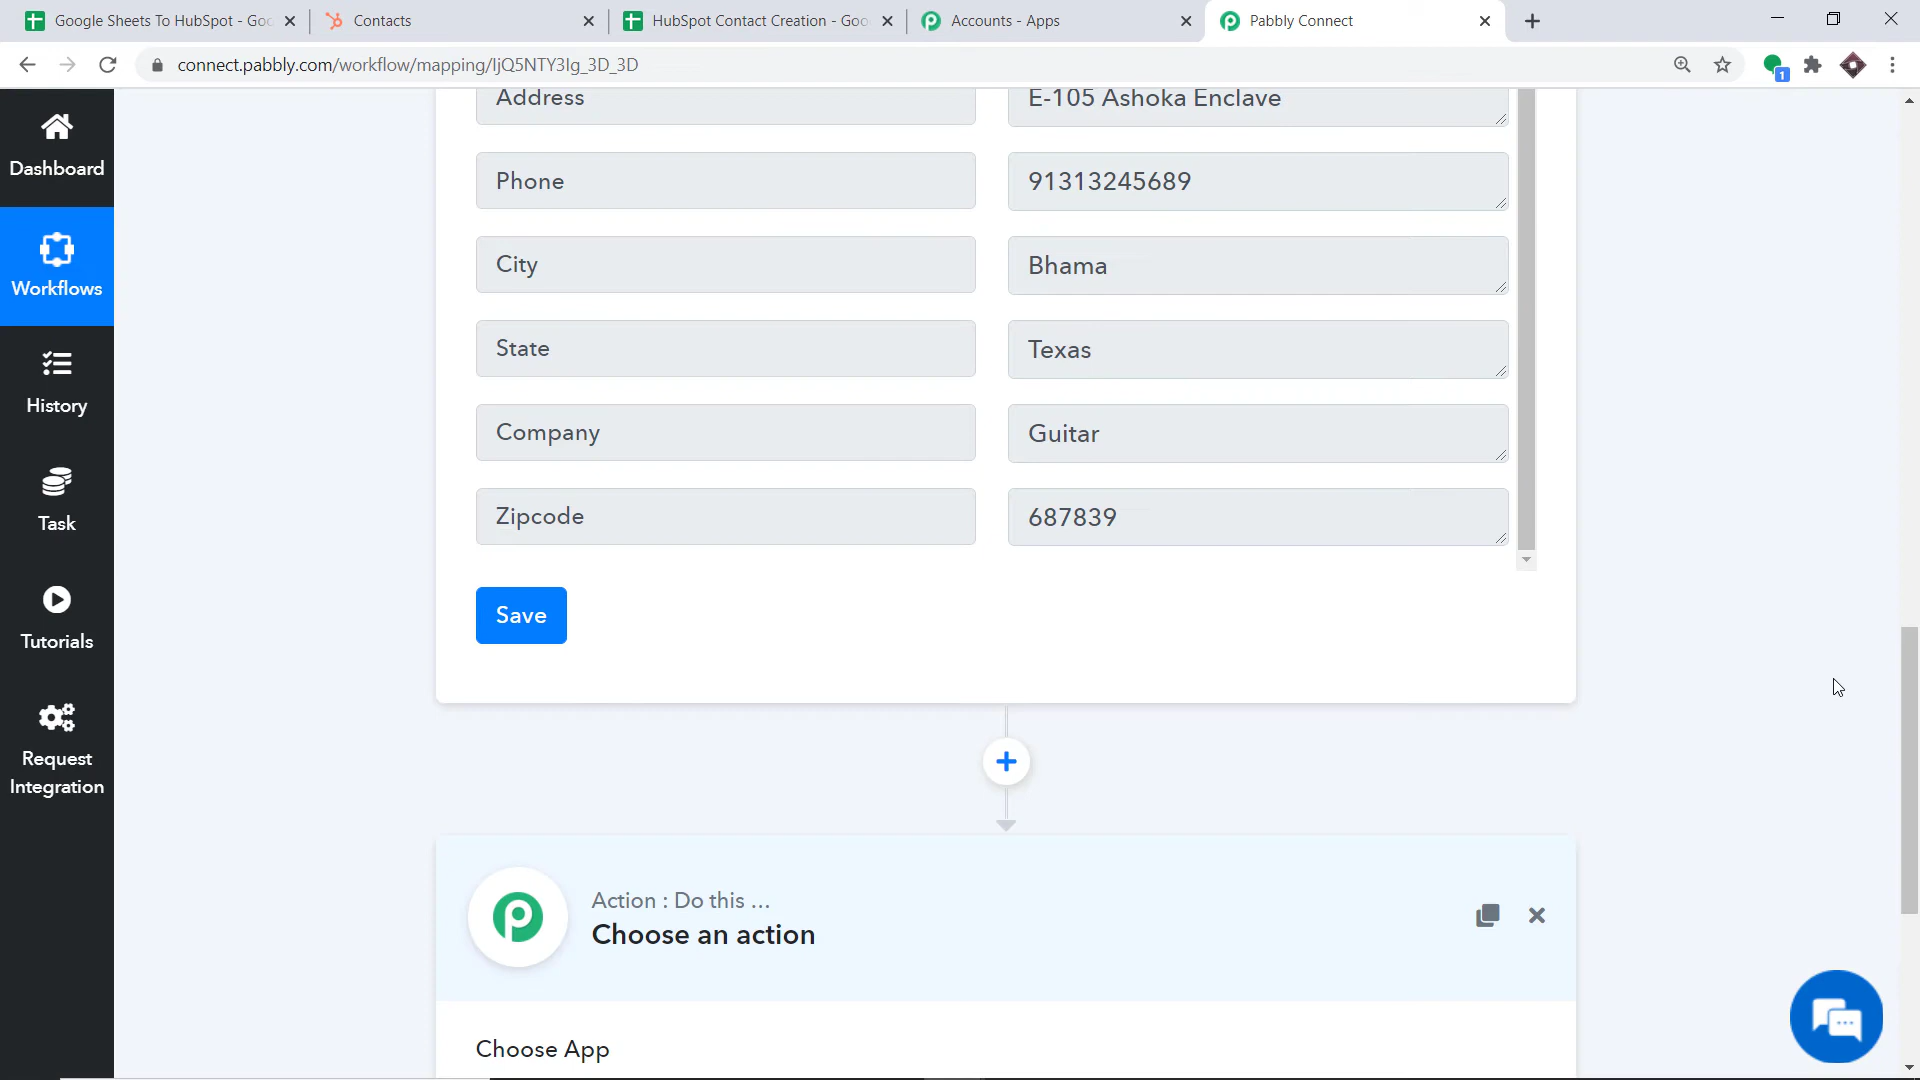 Google Sheets To HubSpot - Goo
Contacts
HubSpot Contact Creation - Goo
Accounts - Apps
Pabbly Connect
connect.pabbly.com/workflow/mapping/IjQ5NTY3Ig_3D_3D
1
Dashboard
Workflows
History
Task
Tutorials
Request
Integration
Address
E-105 Ashoka Enclave
Phone
91313245689
City
Bhama
State
Texas
Company
Guitar
Zipcode
687839
Save
Action : Do this ...
Choose an action
Choose App